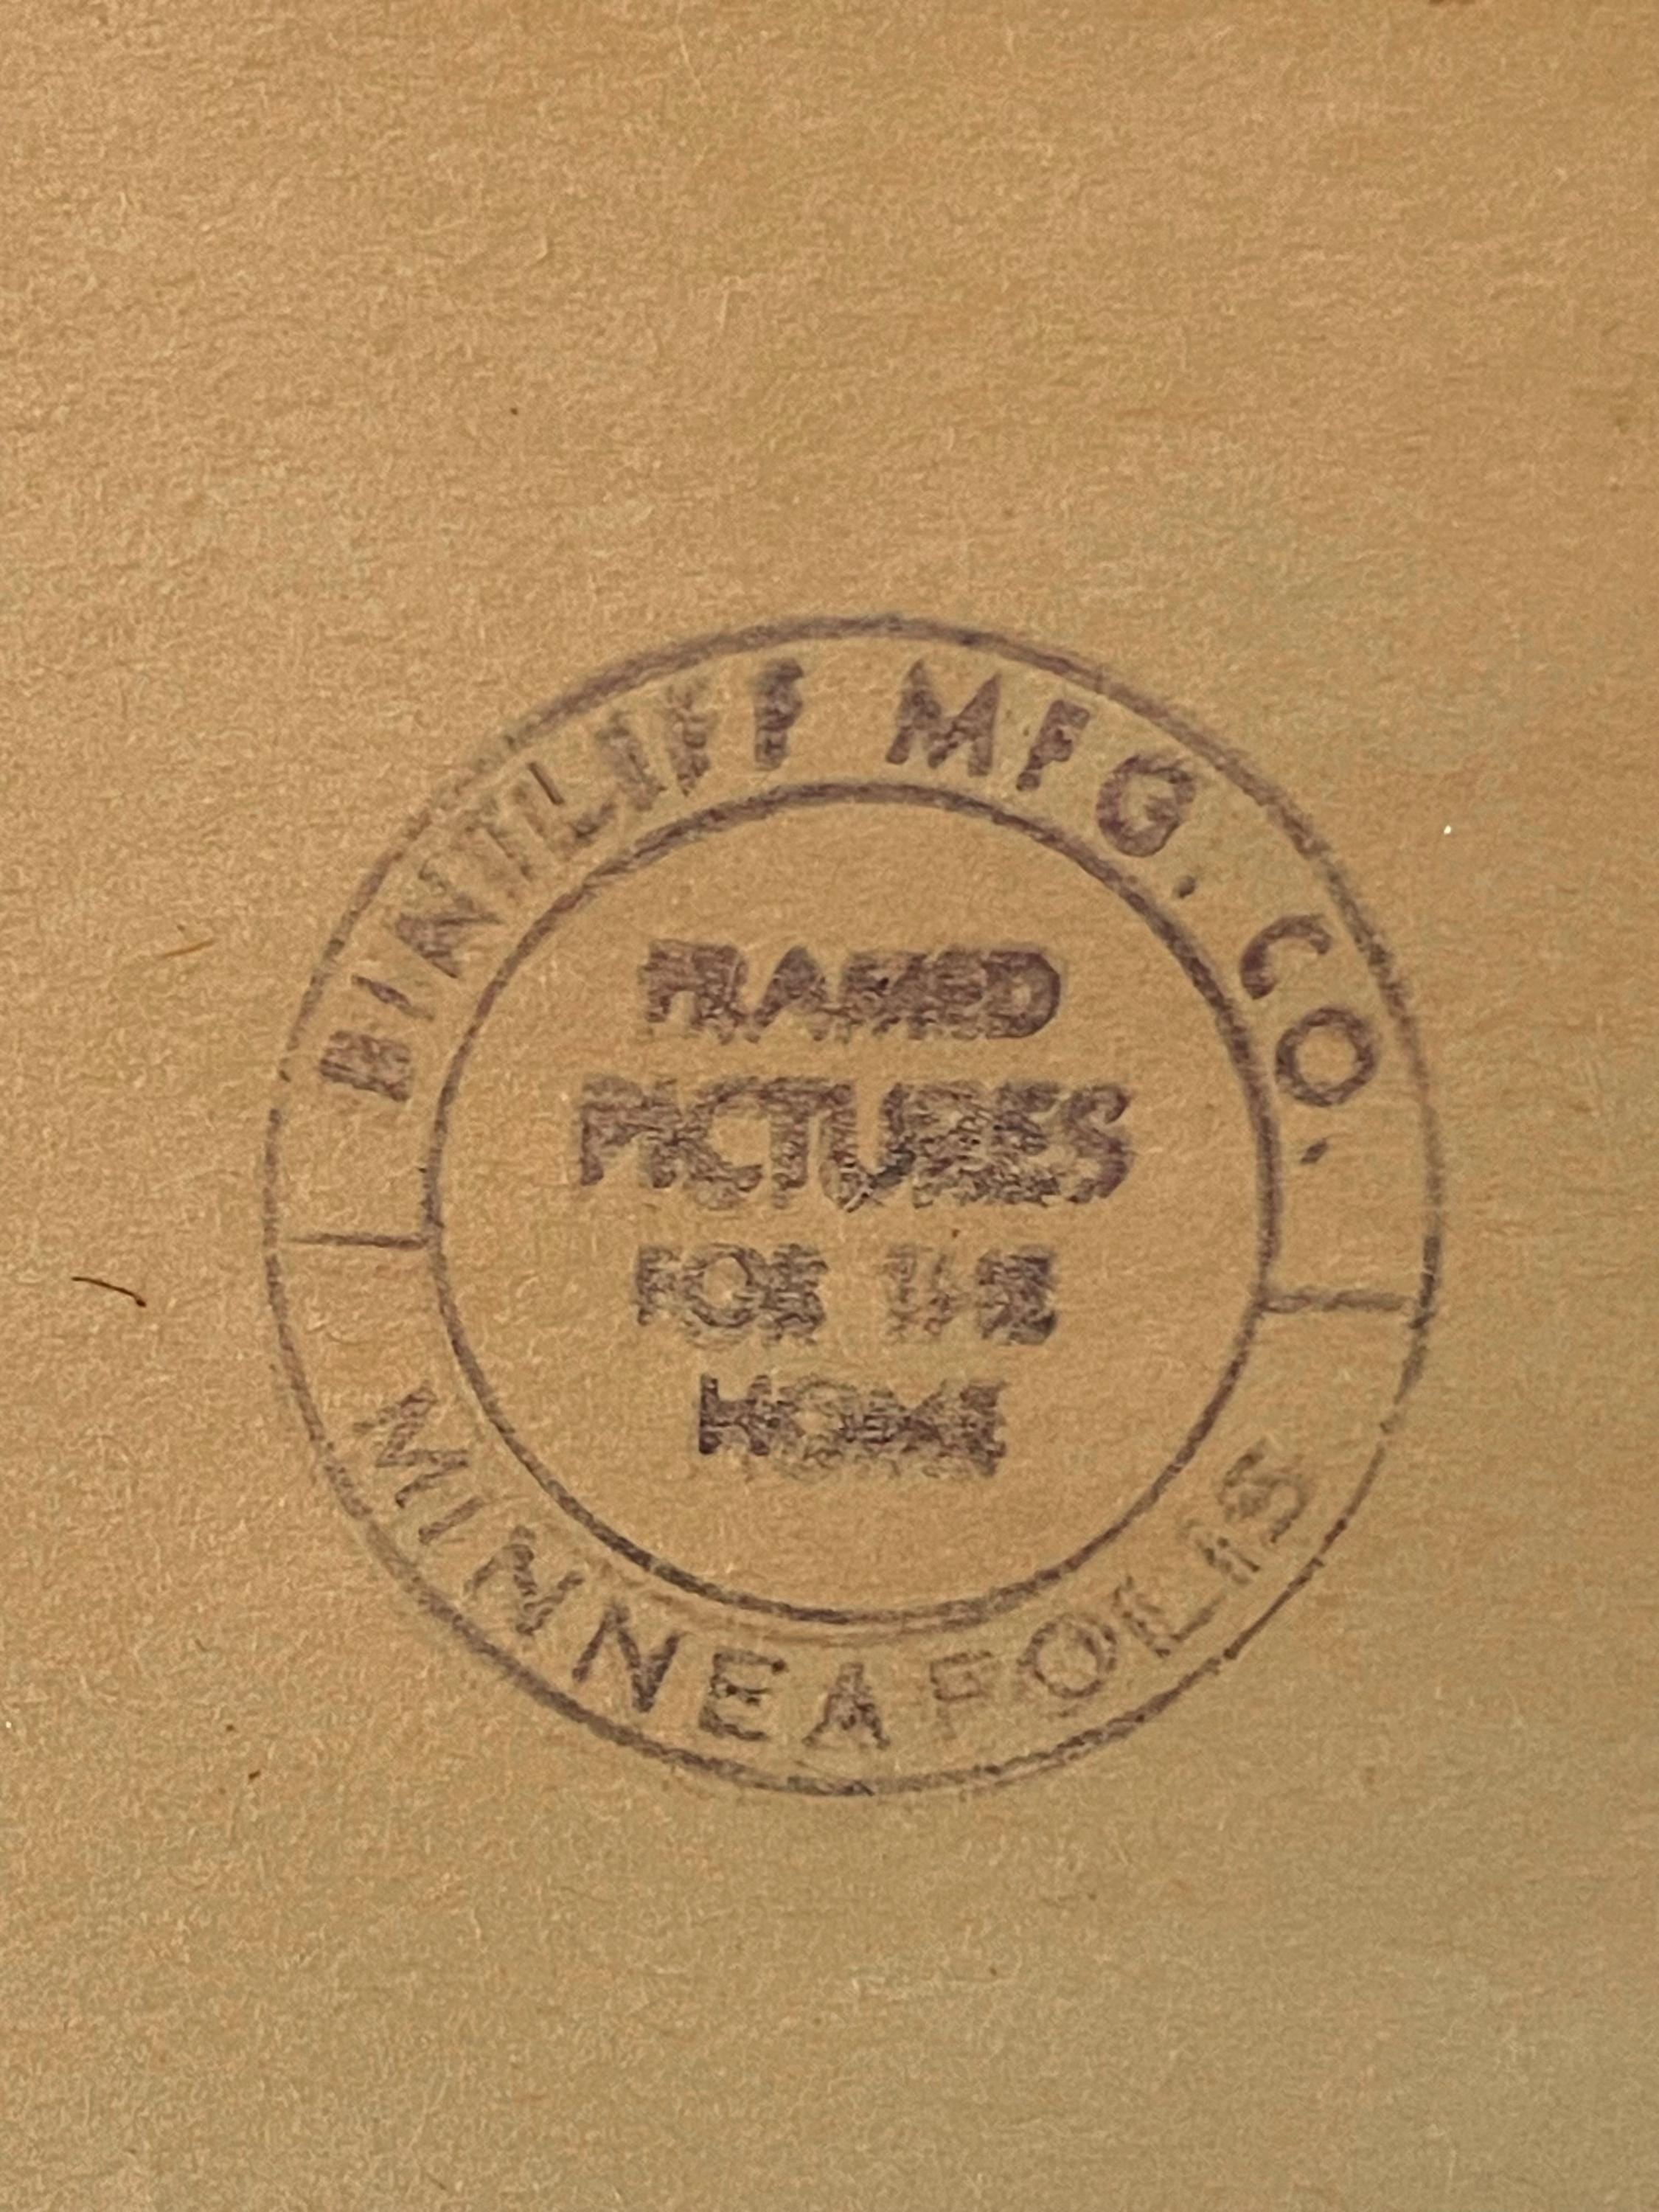 BINTLIFF MFG. CO.
FRAMED
PICTURES
FOR THE
HOME
MINNEAPOLIS